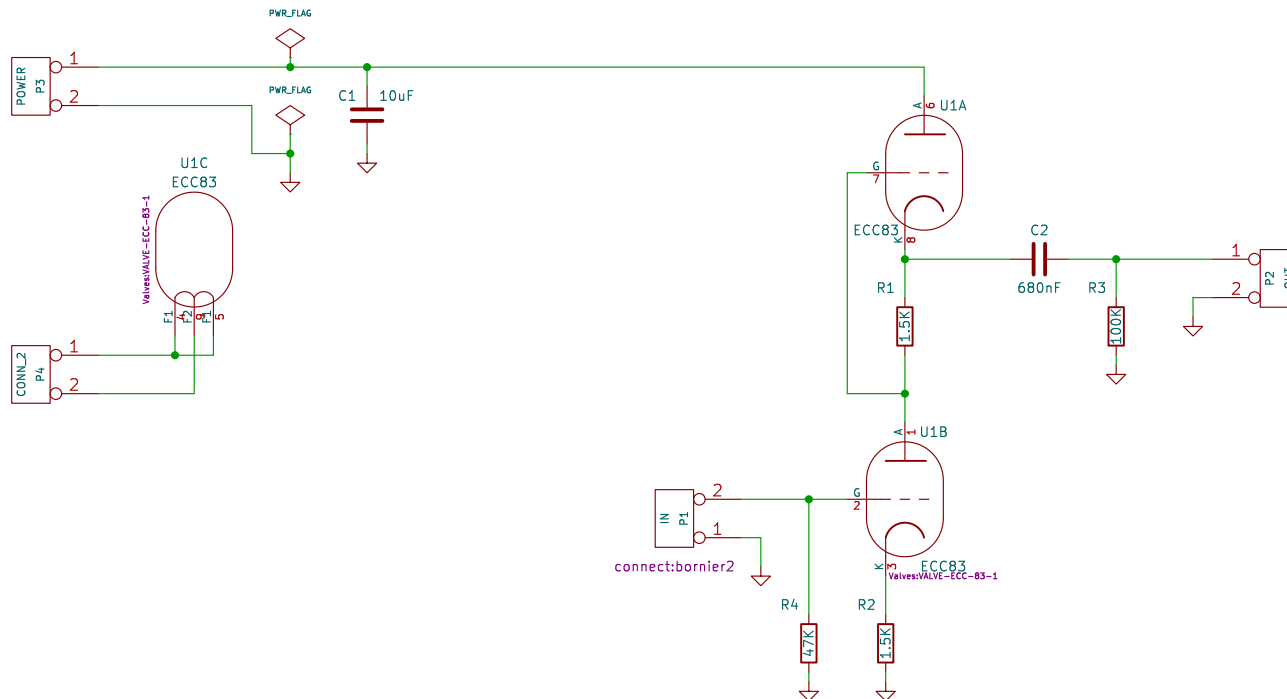 PWR_FLAG
POWER
P3
1
2
PWR_FLAG
C1
10uF
U1C
ECC83
Valves:VALVE-ECC-83-1
F1
4
F2
9
F1
5
CONN_2
P4
1
2
A
6
U1A
G
7
ECC83
K
8
C2
680nF
R1
1.5K
R3
100K
1
2
P2
OUT
A
1
U1B
G
2
IN
P1
2
1
connect:bornier2
K
3
ECC83
Valves:VALVE-ECC-83-1
R4
47K
R2
1.5K